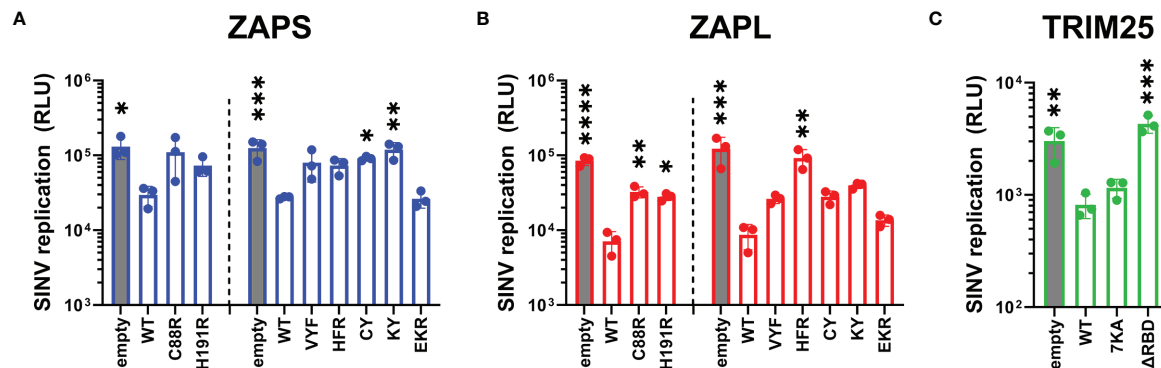 A
ZAPS
SINV replication (RLU)
10⁶
10⁵
10⁴
10³
*
***
*
**
empty
WT
C88R
H191R
empty
WT
VYF
HFR
CY
KY
EKR
B
ZAPL
SINV replication (RLU)
10⁶
10⁵
10⁴
10³
****
**
*
***
**
empty
WT
C88R
H191R
empty
WT
VYF
HFR
CY
KY
EKR
C
TRIM25
SINV replication (RLU)
10⁴
10³
10²
**
***
empty
WT
7KA
ΔRBD